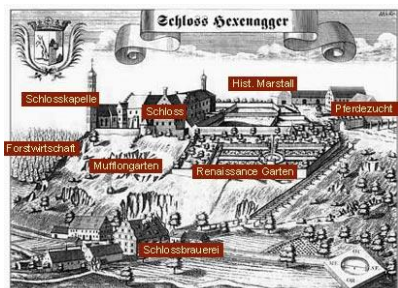 Schloss Hexenagger
Hist. Marstall
Schlosskapelle
Schloss
Pferdezucht
Forstwirtschaft
Mufflongarten
Renaissance Garten
Schlossbrauerei